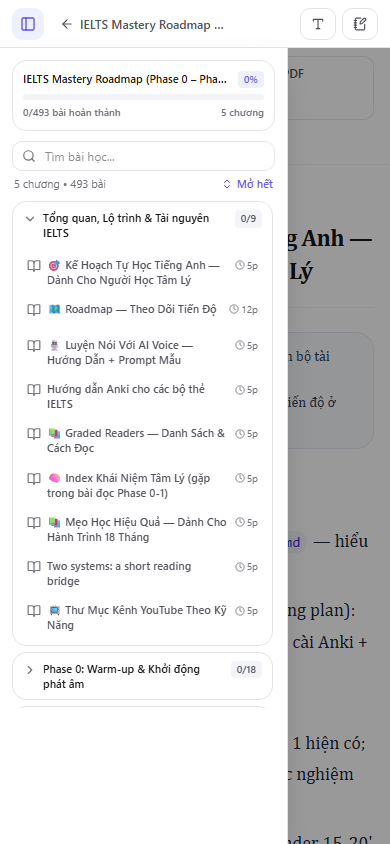 IELTS Mastery Roadmap ...
IELTS Mastery Roadmap (Phase 0 – Pha...
0%
0/493 bài hoàn thành
5 chương
Tìm bài học...
5 chương • 493 bài
Mở hết
Tổng quan, Lộ trình & Tài nguyên
IELTS
0/9
🎯 Kế Hoạch Tự Học Tiếng Anh —
Dành Cho Người Học Tâm Lý
5p
🗺️ Roadmap — Theo Dõi Tiến Độ
12p
🎙️ Luyện Nói Với AI Voice —
Hướng Dẫn + Prompt Mẫu
5p
Hướng dẫn Anki cho các bộ thẻ
IELTS
5p
📚 Graded Readers — Danh Sách &
Cách Đọc
5p
🧠 Index Khái Niệm Tâm Lý (gặp
trong bài đọc Phase 0-1)
5p
📚 Mẹo Học Hiệu Quả — Dành Cho
Hành Trình 18 Tháng
5p
Two systems: a short reading
bridge
5p
📺 Thư Mục Kênh YouTube Theo Kỹ
Năng
5p
Phase 0: Warm-up & Khởi động
phát âm
0/18
PDF
g Anh —
Lý
bộ tài
iến độ ở
md — hiểu
ng plan):
cài Anki +
1 hiện có;
c nghiệm
nder 15-20'